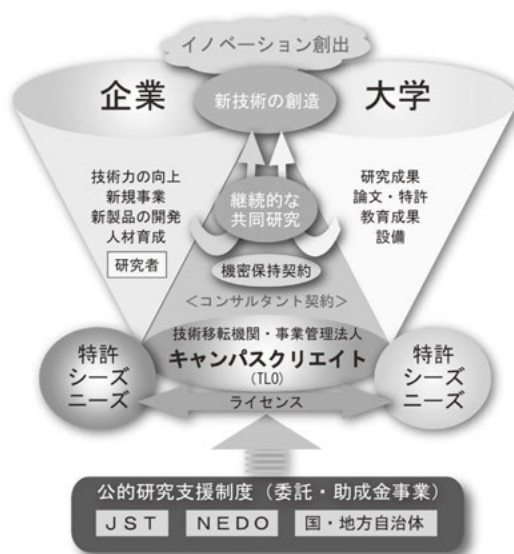 イノベーション創出
企業
新技術の創造
大学
技術力の向上
新規事業
新製品の開発
人材育成
研究者
継続的な
共同研究
研究成果
論文・特許
教育成果
設備
機密保持契約
<コンサルタント契約>
技術移転機関・事業管理法人
キャンパスクリエイト
(TLO)
特許
シーズ
ニーズ
特許
シーズ
ニーズ
ライセンス
公的研究支援制度（委託・助成金事業）
JST
NEDO
国・地方自治体